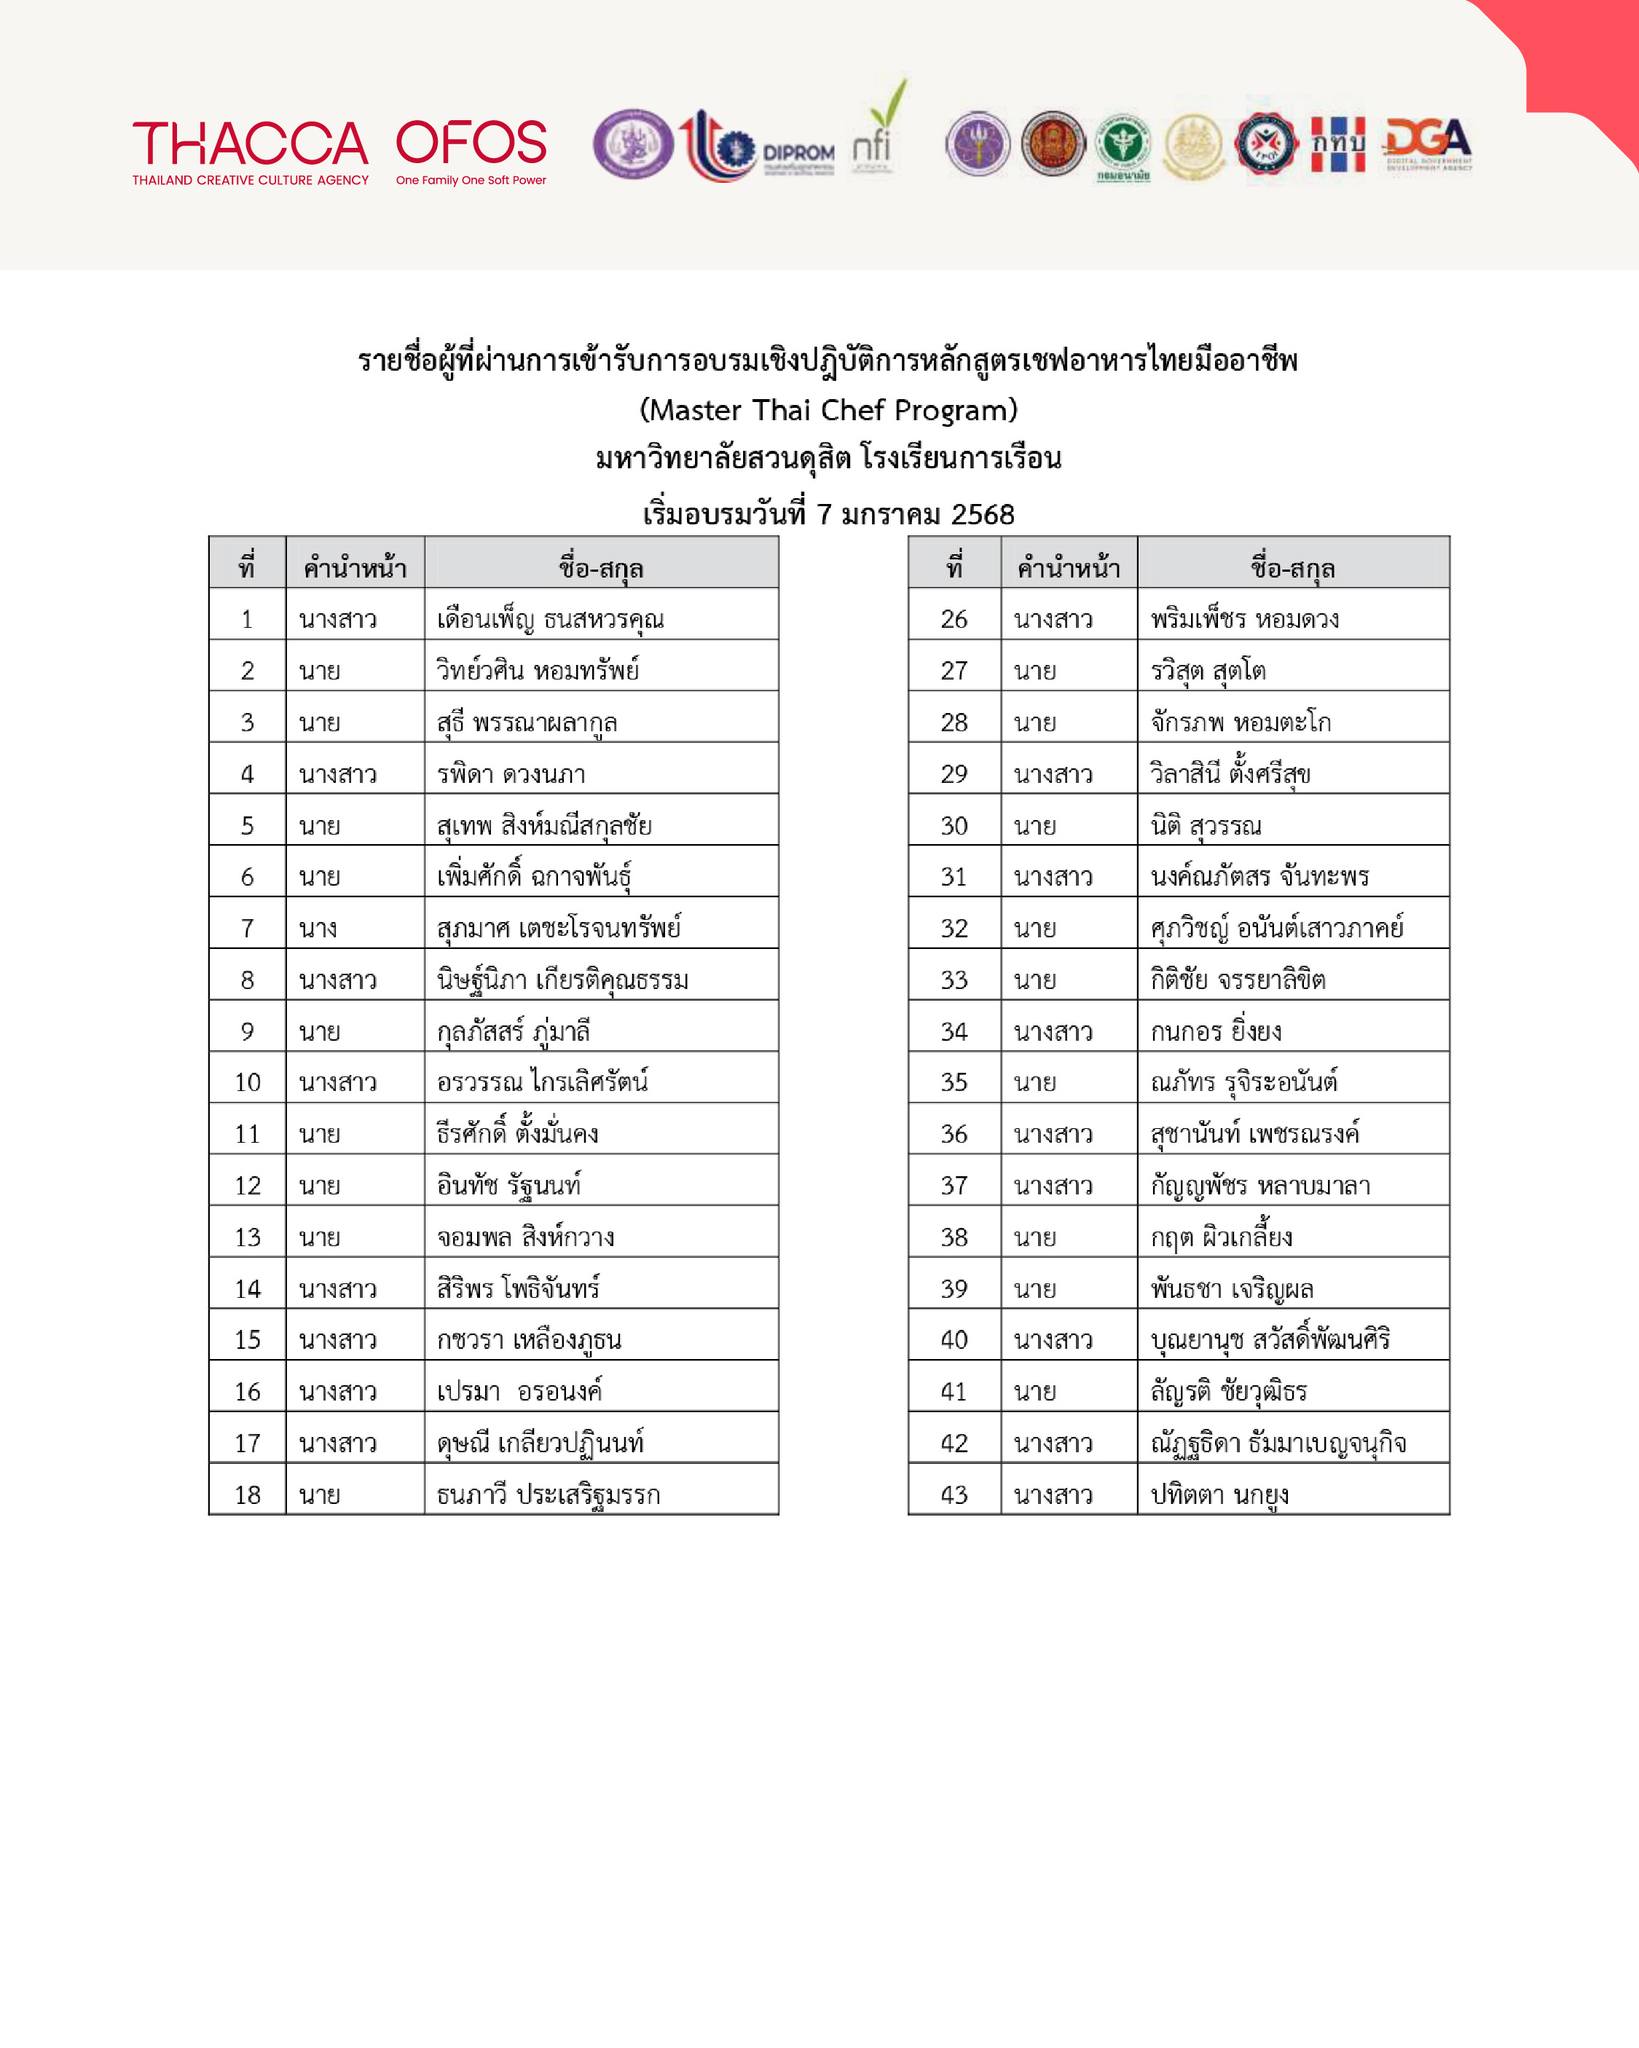 THACCA
THAILAND CREATIVE CULTURE AGENCY
OFOS
One Family One Soft Power
DIPROM
nfi
กรมอนามัย
TPQI
กทบ
DGA
DIGITAL GOVERNMENT
DEVELOPMENT AGENCY
รายชื่อผู้ที่ผ่านการเข้ารับการอบรมเชิงปฏิบัติการหลักสูตรเชฟอาหารไทยมืออาชีพ
(Master Thai Chef Program)
มหาวิทยาลัยสวนดุสิต โรงเรียนการเรือน
เริ่มอบรมวันที่ 7 มกราคม 2568
ที่ คำนำหน้า ชื่อ-สกุล
1 นางสาว เดือนเพ็ญ ธนสหวรคุณ
2 นาย วิทย์วศิน หอมทรัพย์
3 นาย สุธี พรรณาผลากูล
4 นางสาว รพิดา ดวงนภา
5 นาย สุเทพ สิงห์มณีสกุลชัย
6 นาย เพิ่มศักดิ์ ฉกาจพันธุ์
7 นาง สุภมาศ เตชะโรจนทรัพย์
8 นางสาว นิษฐ์นิภา เกียรติคุณธรรม
9 นาย กุลภัสสร์ ภู่มาลี
10 นางสาว อรวรรณ ไกรเลิศรัตน์
11 นาย ธีรศักดิ์ ตั้งมั่นคง
12 นาย อินทัช รัฐนนท์
13 นาย จอมพล สิงห์กวาง
14 นางสาว สิริพร โพธิจันทร์
15 นางสาว กชวรา เหลืองภูธน
16 นางสาว เปรมา  อรอนงค์
17 นางสาว ดุษณี เกลียวปฏินนท์
18 นาย ธนภาวี ประเสริฐมรรก
ที่ คำนำหน้า ชื่อ-สกุล
26 นางสาว พริมเพ็ชร หอมดวง
27 นาย รวิสุต สุตโต
28 นาย จักรภพ หอมตะโก
29 นางสาว วิลาสินี ตั้งศรีสุข
30 นาย นิติ สุวรรณ
31 นางสาว นงค์ณภัตสร จันทะพร
32 นาย ศุภวิชญ์ อนันต์เสาวภาคย์
33 นาย กิติชัย จรรยาลิขิต
34 นางสาว กนกอร ยิ่งยง
35 นาย ณภัทร รุจิระอนันต์
36 นางสาว สุชานันท์ เพชรณรงค์
37 นางสาว กัญญพัชร หลาบมาลา
38 นาย กฤต ผิวเกลี้ยง
39 นาย พันธชา เจริญผล
40 นางสาว บุณยานุช สวัสดิ์พัฒนศิริ
41 นาย ลัญรติ ชัยวุฒิธร
42 นางสาว ณัฏฐธิดา ธัมมาเบญจนุกิจ
43 นางสาว ปทิตตา นกยูง